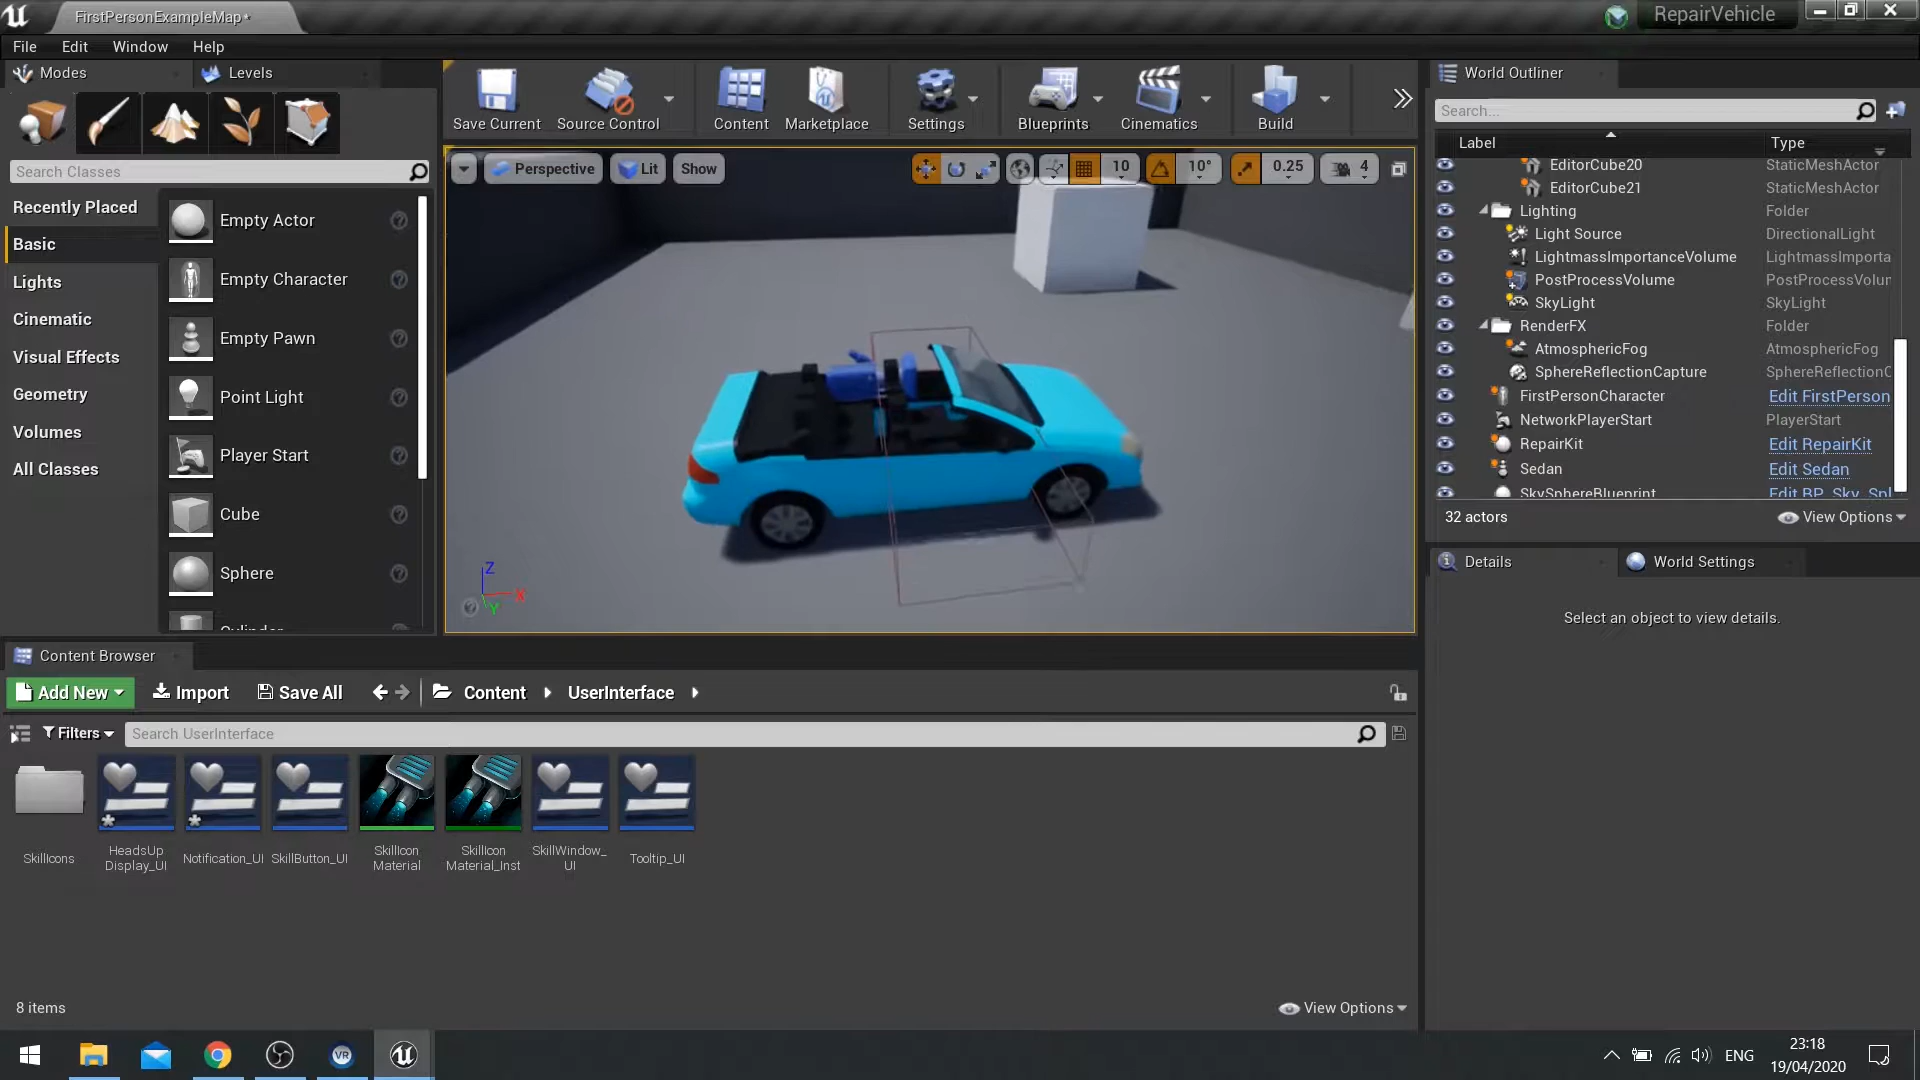 FirstPersonExampleMap*
RepairVehicle
File Edit Window Help
Modes
Levels
Search Classes
Recently Placed
Basic
Lights
Cinematic
Visual Effects
Geometry
Volumes
All Classes
Empty Actor
Empty Character
Empty Pawn
Point Light
Player Start
Cube
Sphere
Cylinder
Save Current
Source Control
Content
Marketplace
Settings
Blueprints
Cinematics
Build
Perspective
Lit
Show
10
10°
0.25
4
Z
X
Y
World Outliner
Search...
Label Type
EditorCube20 StaticMeshActor
EditorCube21 StaticMeshActor
Lighting Folder
Light Source DirectionalLight
LightmassImportanceVolume LightmassImporta
PostProcessVolume PostProcessVolur
SkyLight SkyLight
RenderFX Folder
AtmosphericFog AtmosphericFog
SphereReflectionCapture SphereReflectionC
FirstPersonCharacter Edit FirstPerson
NetworkPlayerStart PlayerStart
RepairKit Edit RepairKit
Sedan Edit Sedan
SkySphereBlueprint Edit BP_Sky_Sph
32 actors
View Options
Details
World Settings
Select an object to view details.
Content Browser
Add New
Import
Save All
Content
UserInterface
Filters
Search UserInterface
SkillIcons
HeadsUp
Display_UI
Notification_UI
SkillButton_UI
SkillIcon
Material
SkillIcon
Material_Inst
SkillWindow_
UI
Tooltip_UI
8 items
View Options
VR
ENG
23:18
19/04/2020